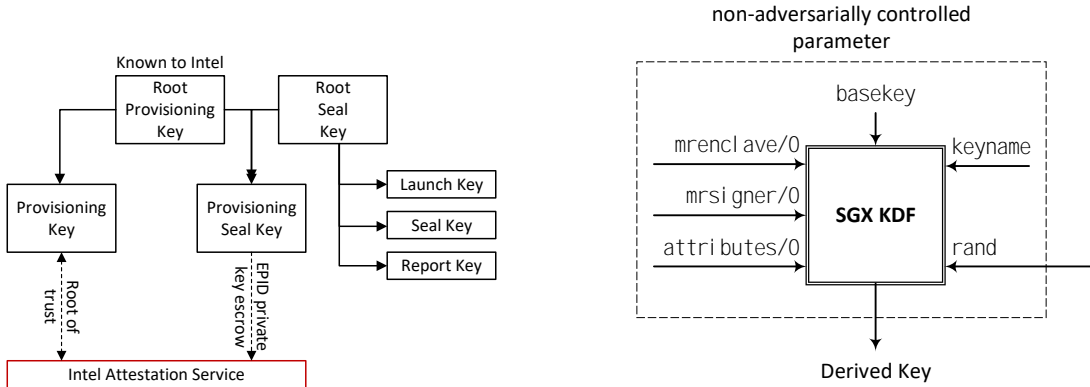 Known to Intel
Root
Provisioning
Key
Root
Seal
Key
Provisioning
Key
Provisioning
Seal Key
Launch Key
Seal Key
Report Key
Root of
trust
EPID private
key escrow
Intel Attestation Service
non-adversarially controlled
parameter
basekey
mrenclave/0
keyname
mrsigner/0
SGX KDF
attributes/0
rand
Derived Key